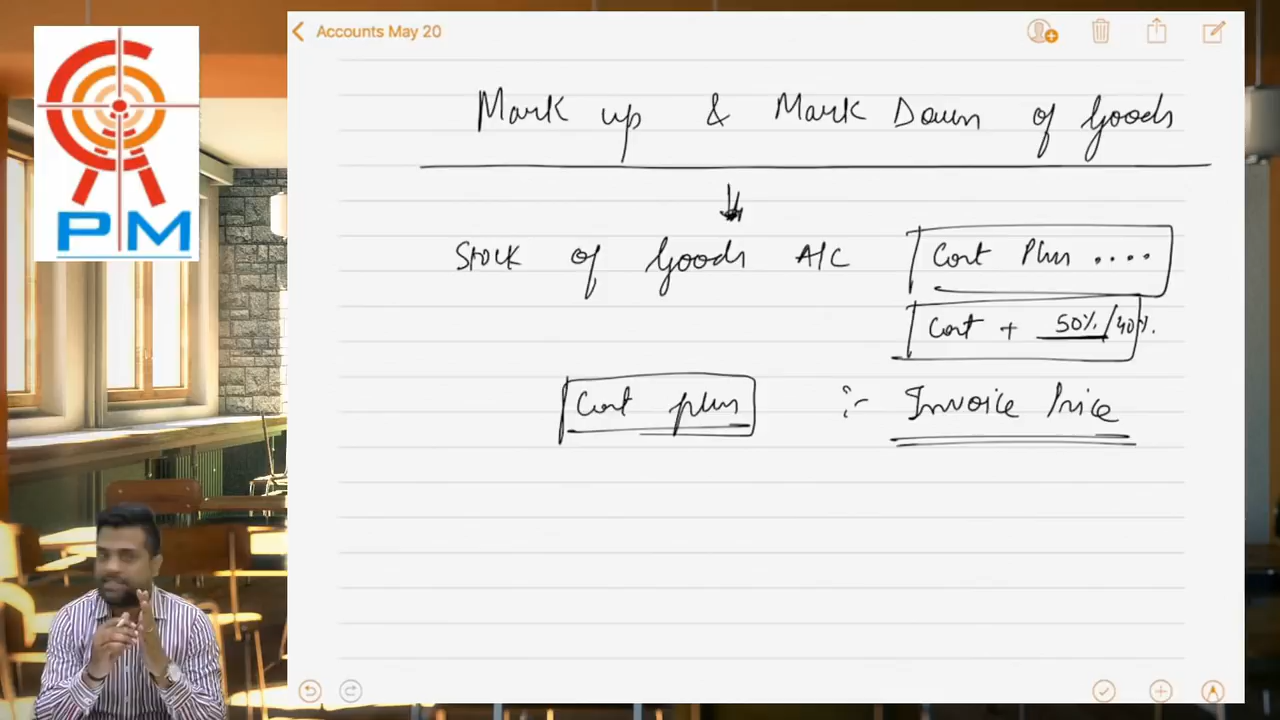 PM
Accounts May 20
Mark up & Mark Down of Goods
Stock of Goods A/C
Cost Plus ....
Cost + 50%/40%.
Cost plus :- Invoice Price